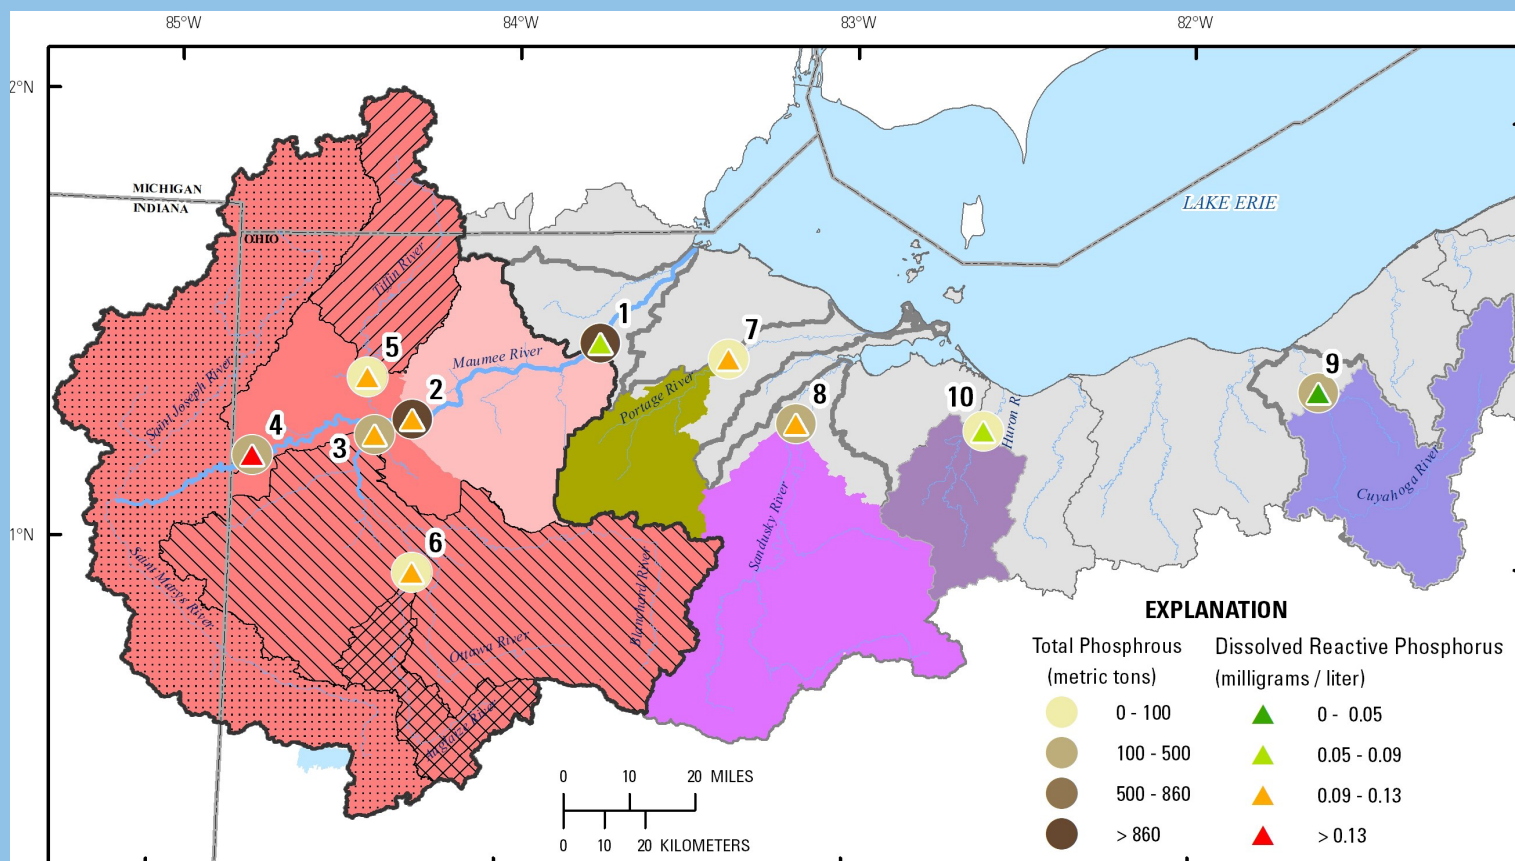 85°W 84°W 83°W 82°W
2°N
MICHIGAN
INDIANA
OHIO
LAKE ERIE
Tiffin River
1
7
5
Maumee River
Saint Joseph River
2
Portage River
8
9
10
4
3
Huron R
Cuyahoga River
Sandusky River
1°N
6
Saint Marys River
Blanchard River
Ottawa River
Auglaize River
EXPLANATION
Total Phosphrous Dissolved Reactive Phosphorus
(metric tons) (milligrams / liter)
0 - 100 0 - 0.05
100 - 500 0.05 - 0.09
500 - 860 0.09 - 0.13
> 860 > 0.13
0 10 20 MILES
0 10 20 KILOMETERS